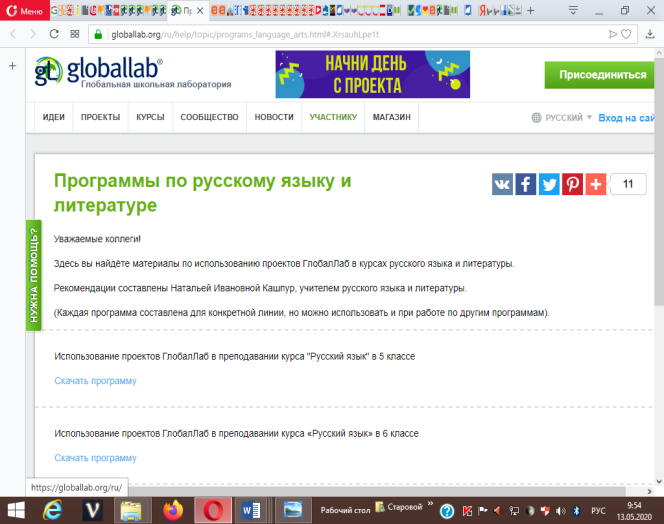 Меню
globallab.org/ru/help/topic/programs_language_arts.html#.XrsauhLpe1t
gL globallab®
Глобальная школьная лаборатория
НАЧНИ ДЕНЬ
С ПРОЕКТА
Присоединиться
ИДЕИ ПРОЕКТЫ КУРСЫ СООБЩЕСТВО НОВОСТИ УЧАСТНИКУ МАГАЗИН РУССКИЙ Вход на сай
Программы по русскому языку и
литературе
11
НУЖНА ПОМОЩЬ?
Уважаемые коллеги!
Здесь вы найдёте материалы по использованию проектов ГлобалЛаб в курсах русского языка и литературы.
Рекомендации составлены Натальей Ивановной Кашпур, учителем русского языка и литературы.
(Каждая программа составлена для конкретной линии, но можно использовать и при работе по другим программам).
Использование проектов ГлобалЛаб в преподавании курса "Русский язык" в 5 классе
Скачать программу
Использование проектов ГлобалЛаб в преподавании курса «Русский язык» в 6 классе
Скачать программу
https://globallab.org/ru/
Рабочий стол Старовой » РУС 9:54
13.05.2020